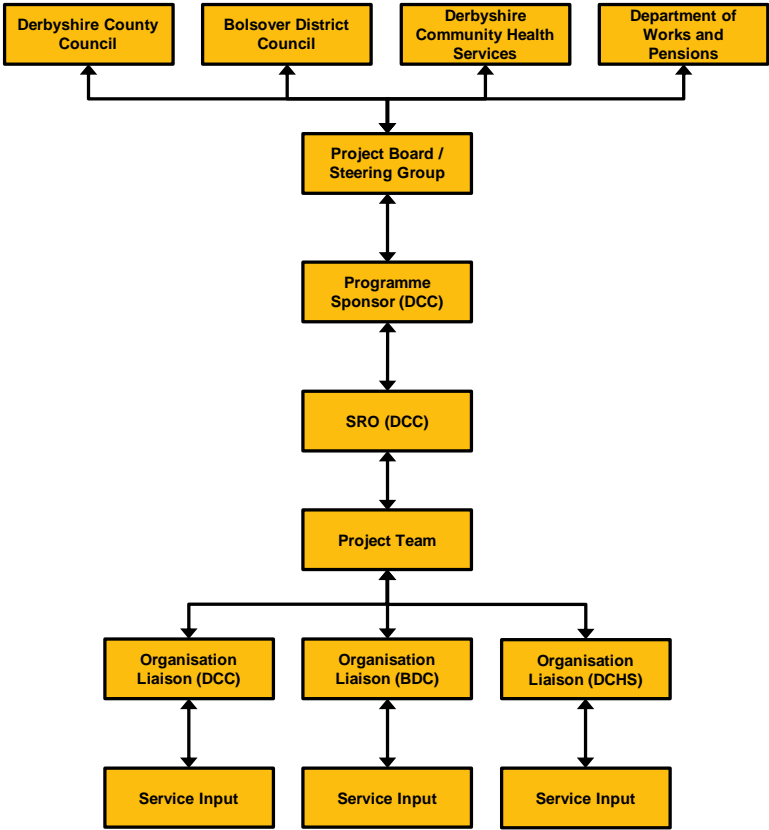 Derbyshire County
Council
Bolsover District
Council
Derbyshire
Community Health
Services
Department of
Works and
Pensions
Project Board /
Steering Group
Programme
Sponsor (DCC)
SRO (DCC)
Project Team
Organisation
Liaison (DCC)
Organisation
Liaison (BDC)
Organisation
Liaison (DCHS)
Service Input
Service Input
Service Input